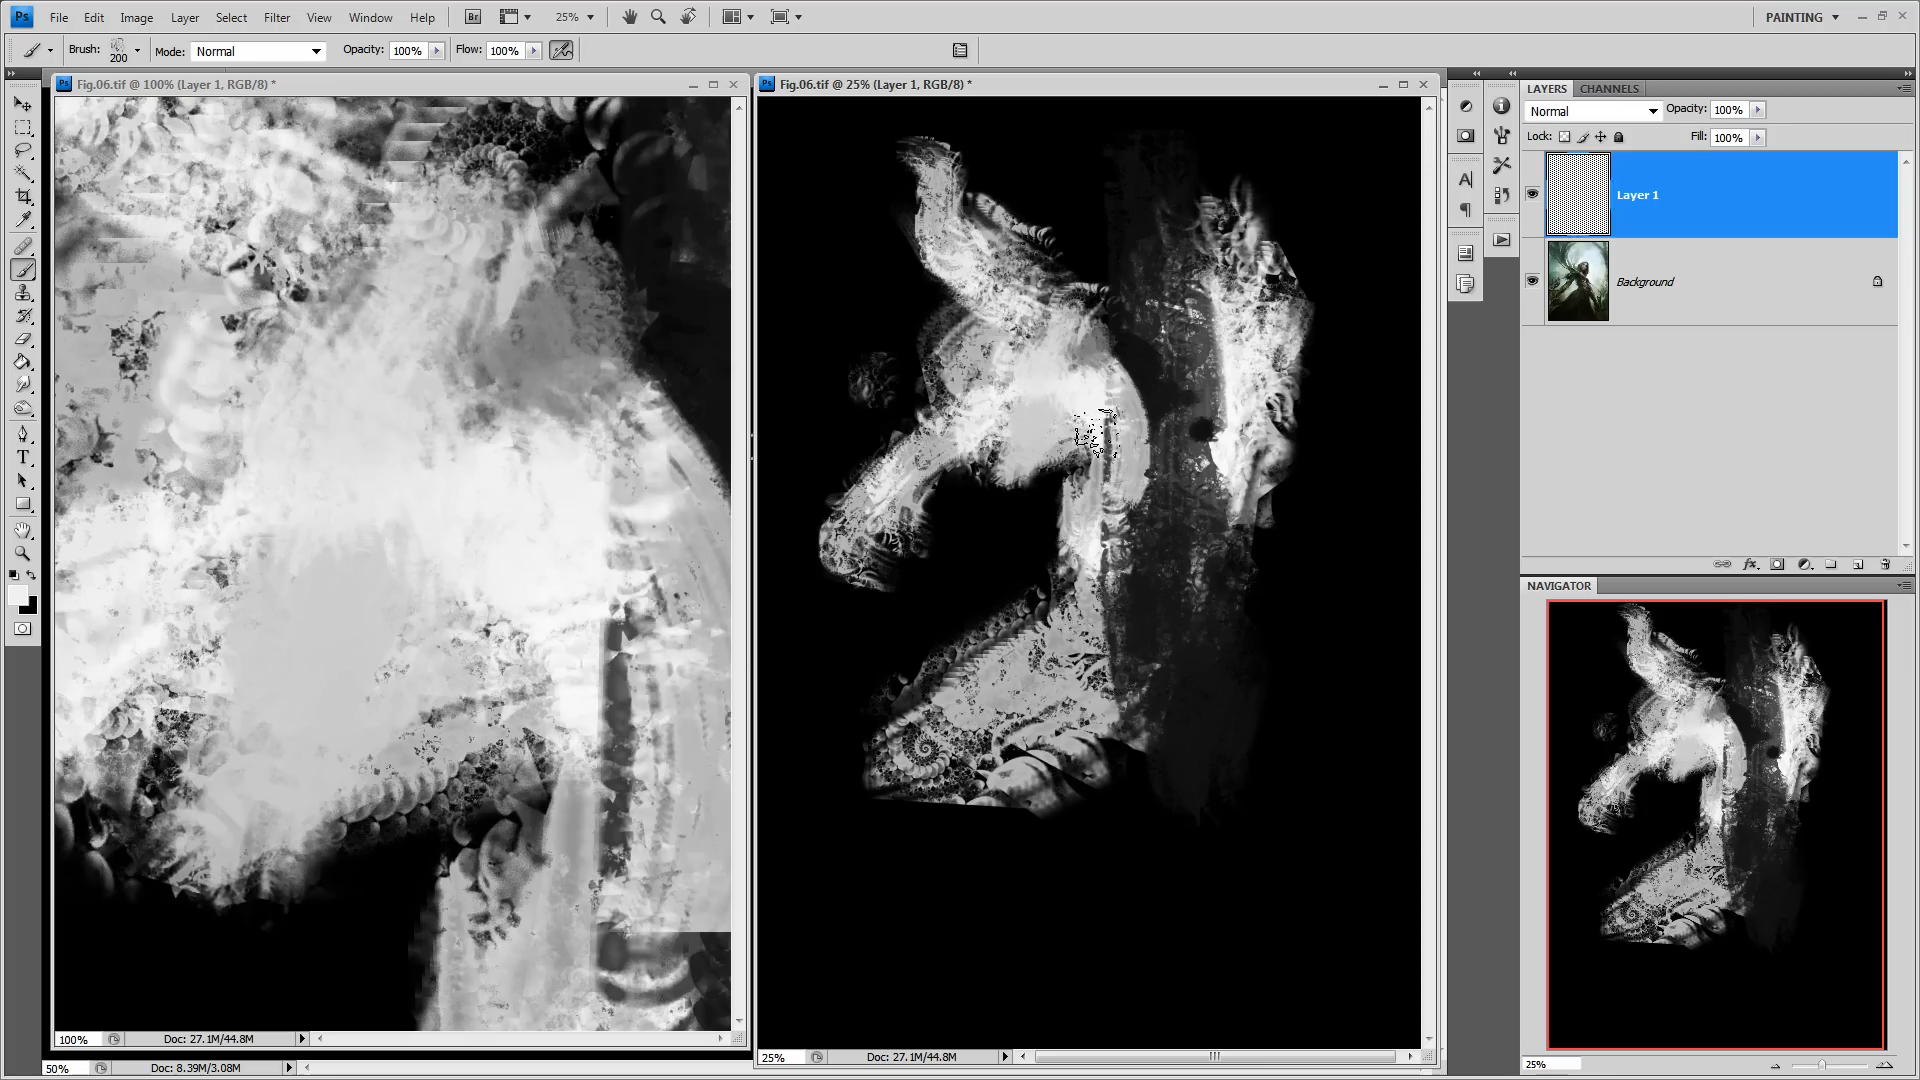 Ps File Edit Image Layer Select Filter View Window Help Br 25% PAINTING
Brush: 200 Mode: Normal Opacity: 100% Flow: 100%
Ps Fig.06.tif @ 100% (Layer 1, RGB/8) *
Ps Fig.06.tif @ 25% (Layer 1, RGB/8) *
LAYERS CHANNELS
Normal Opacity: 100%
Lock: Fill: 100%
Layer 1
Background
NAVIGATOR
100% Doc: 27.1M/44.8M
25% Doc: 27.1M/44.8M
50% Doc: 8.39M/3.08M
25%